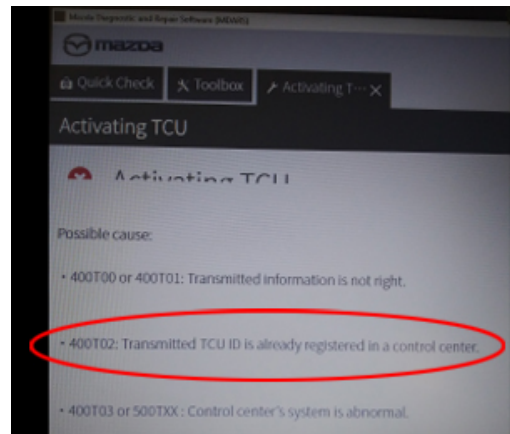 Mazda Diagnostic and Repair Software (MDARS)
mazda
Quick Check
Toolbox
Activating T...
Activating TCU
Activating TCU
Possible cause:
• 400T00 or 400T01: Transmitted information is not right.
• 400T02: Transmitted TCU ID is already registered in a control center.
• 400T03 or 500TXX : Control center's system is abnormal.